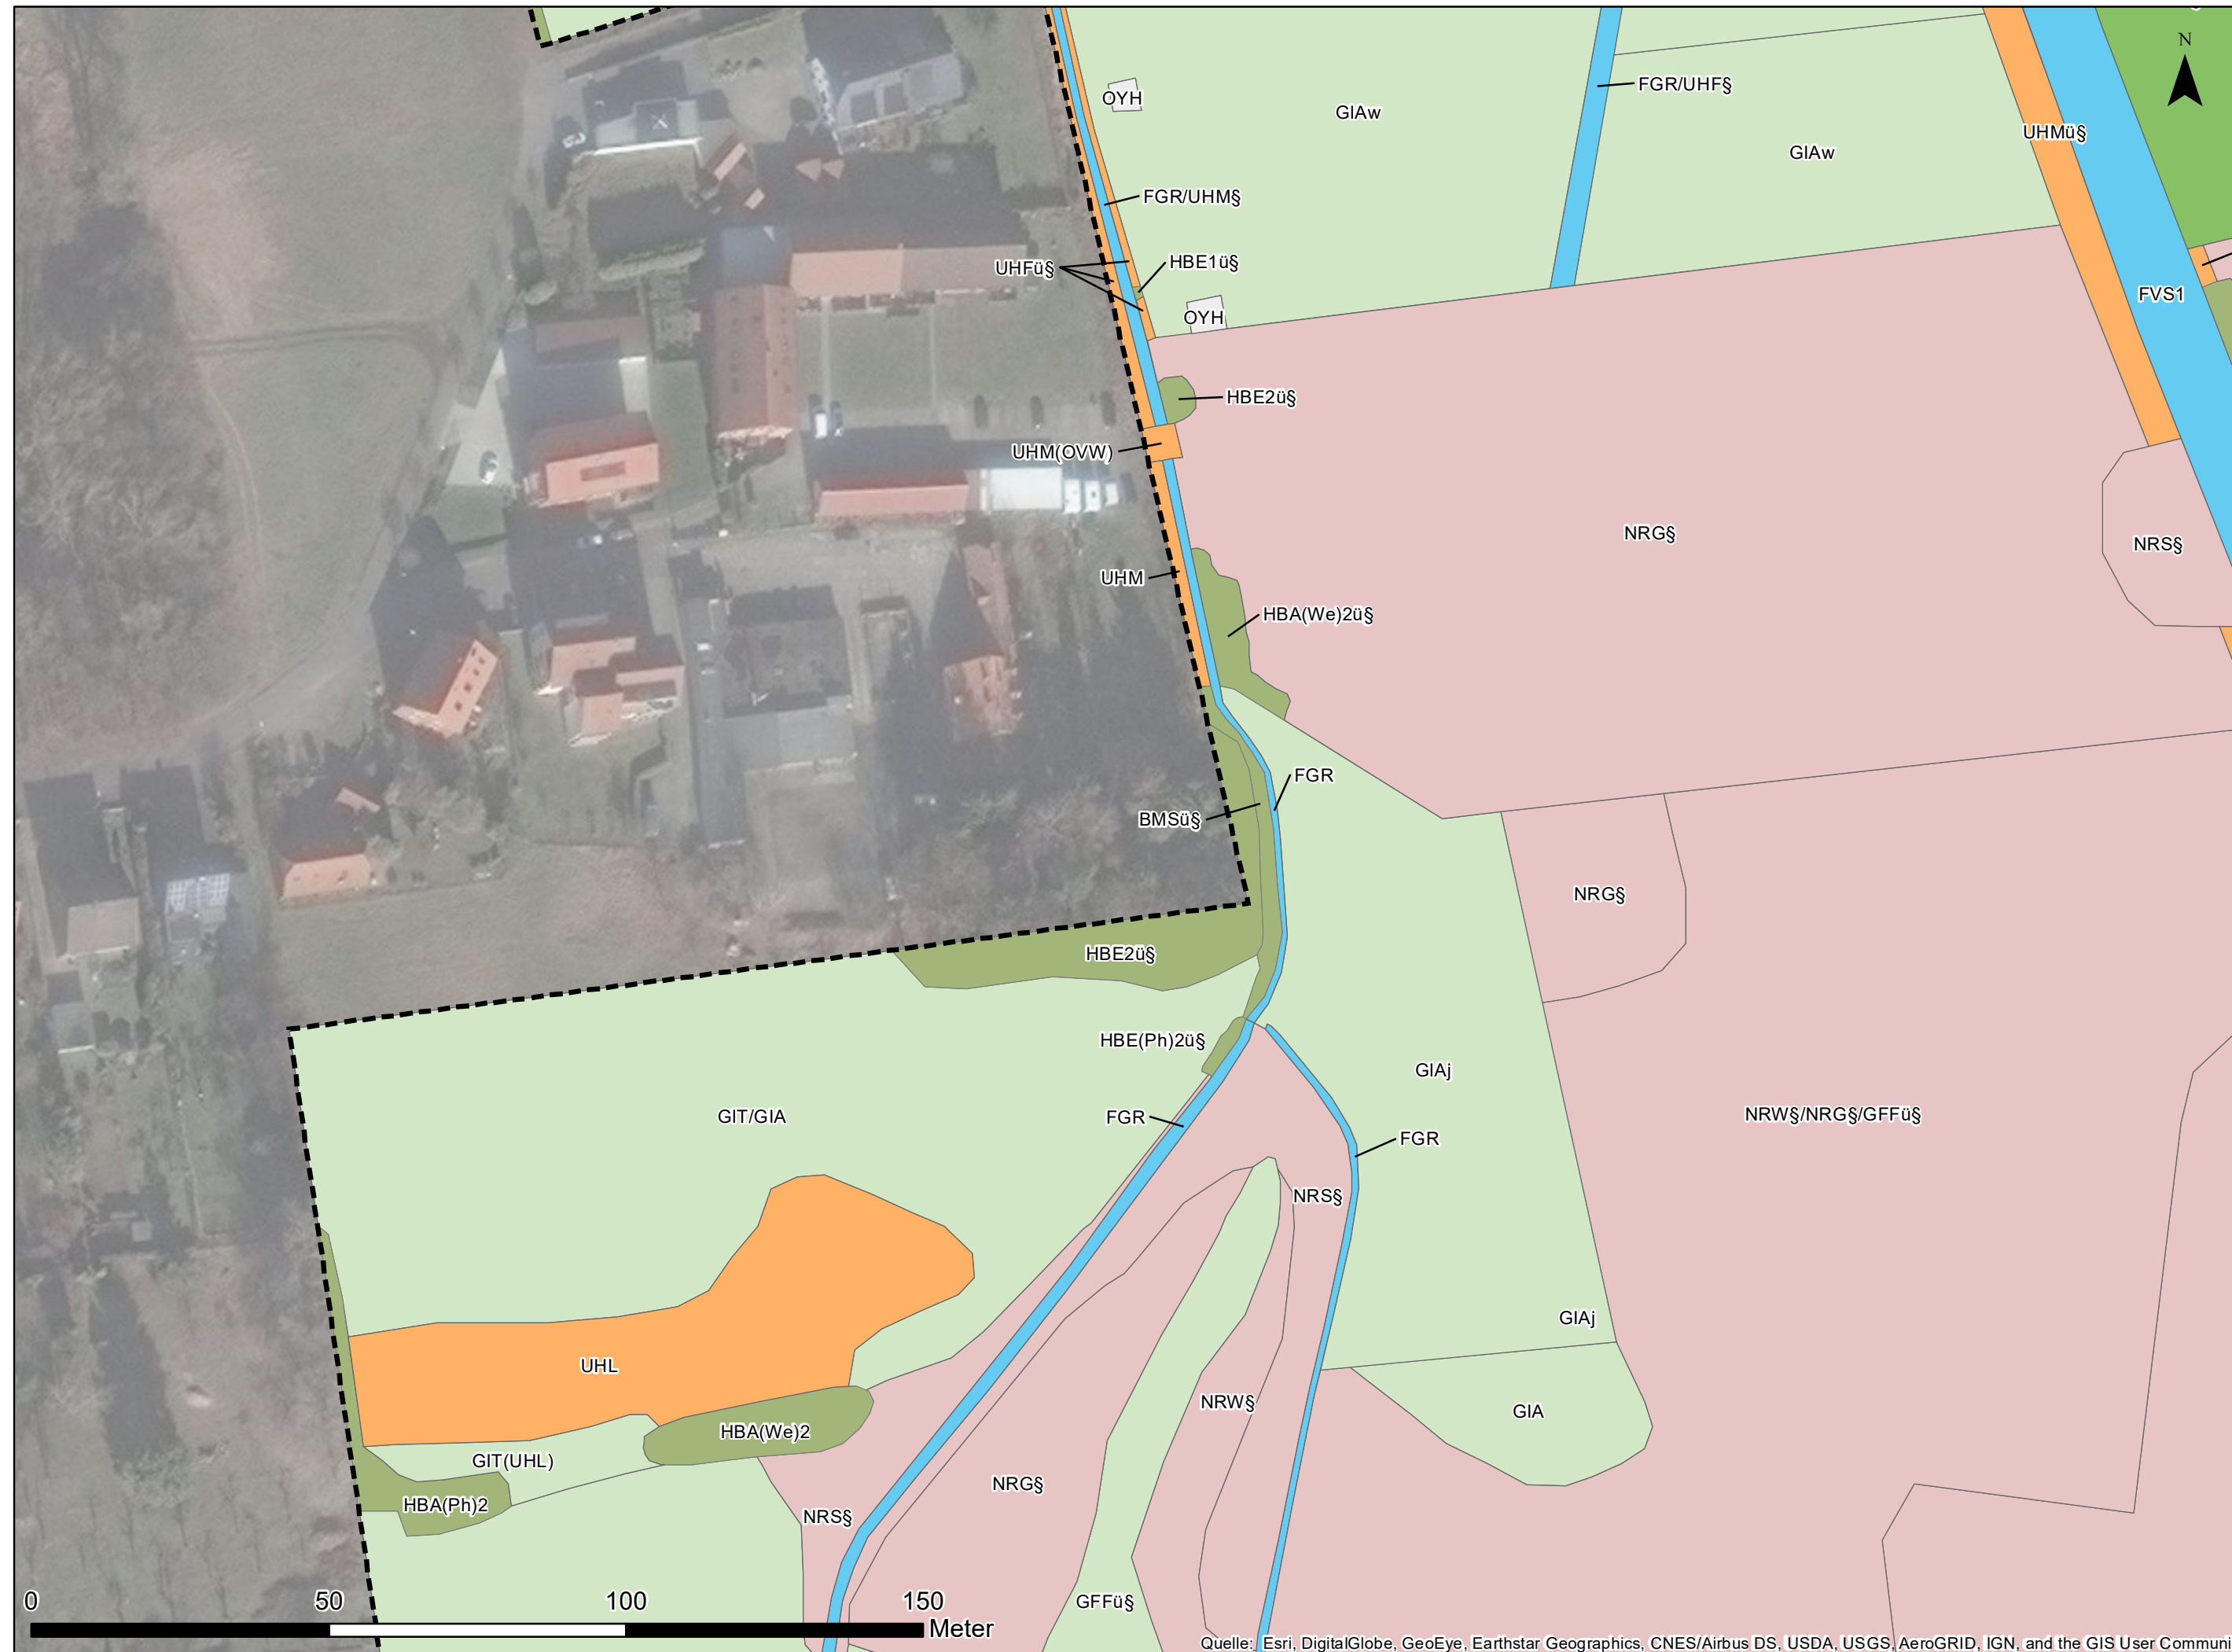 N
FGR/UHF§
OYH
GIAw
UHMü§
GIAw
FGR/UHM§
HBE1ü§
UHFü§
FVS1
OYH
HBE2ü§
UHM(OVW)
NRG§
NRS§
UHM
HBA(We)2ü§
FGR
BMSü§
NRG§
HBE2ü§
HBE(Ph)2ü§
GIAj
GIT/GIA
FGR
NRW§/NRG§/GFFü§
FGR
NRS§
GIAj
UHL
NRW§
GIA
HBA(We)2
GIT(UHL)
NRG§
HBA(Ph)2
NRS§
GFFü§
0 50 100 150
Meter
Quelle: Esri, DigitalGlobe, GeoEye, Earthstar Geographics, CNES/Airbus DS, USDA, USGS, AeroGRID, IGN, and the GIS User Communi